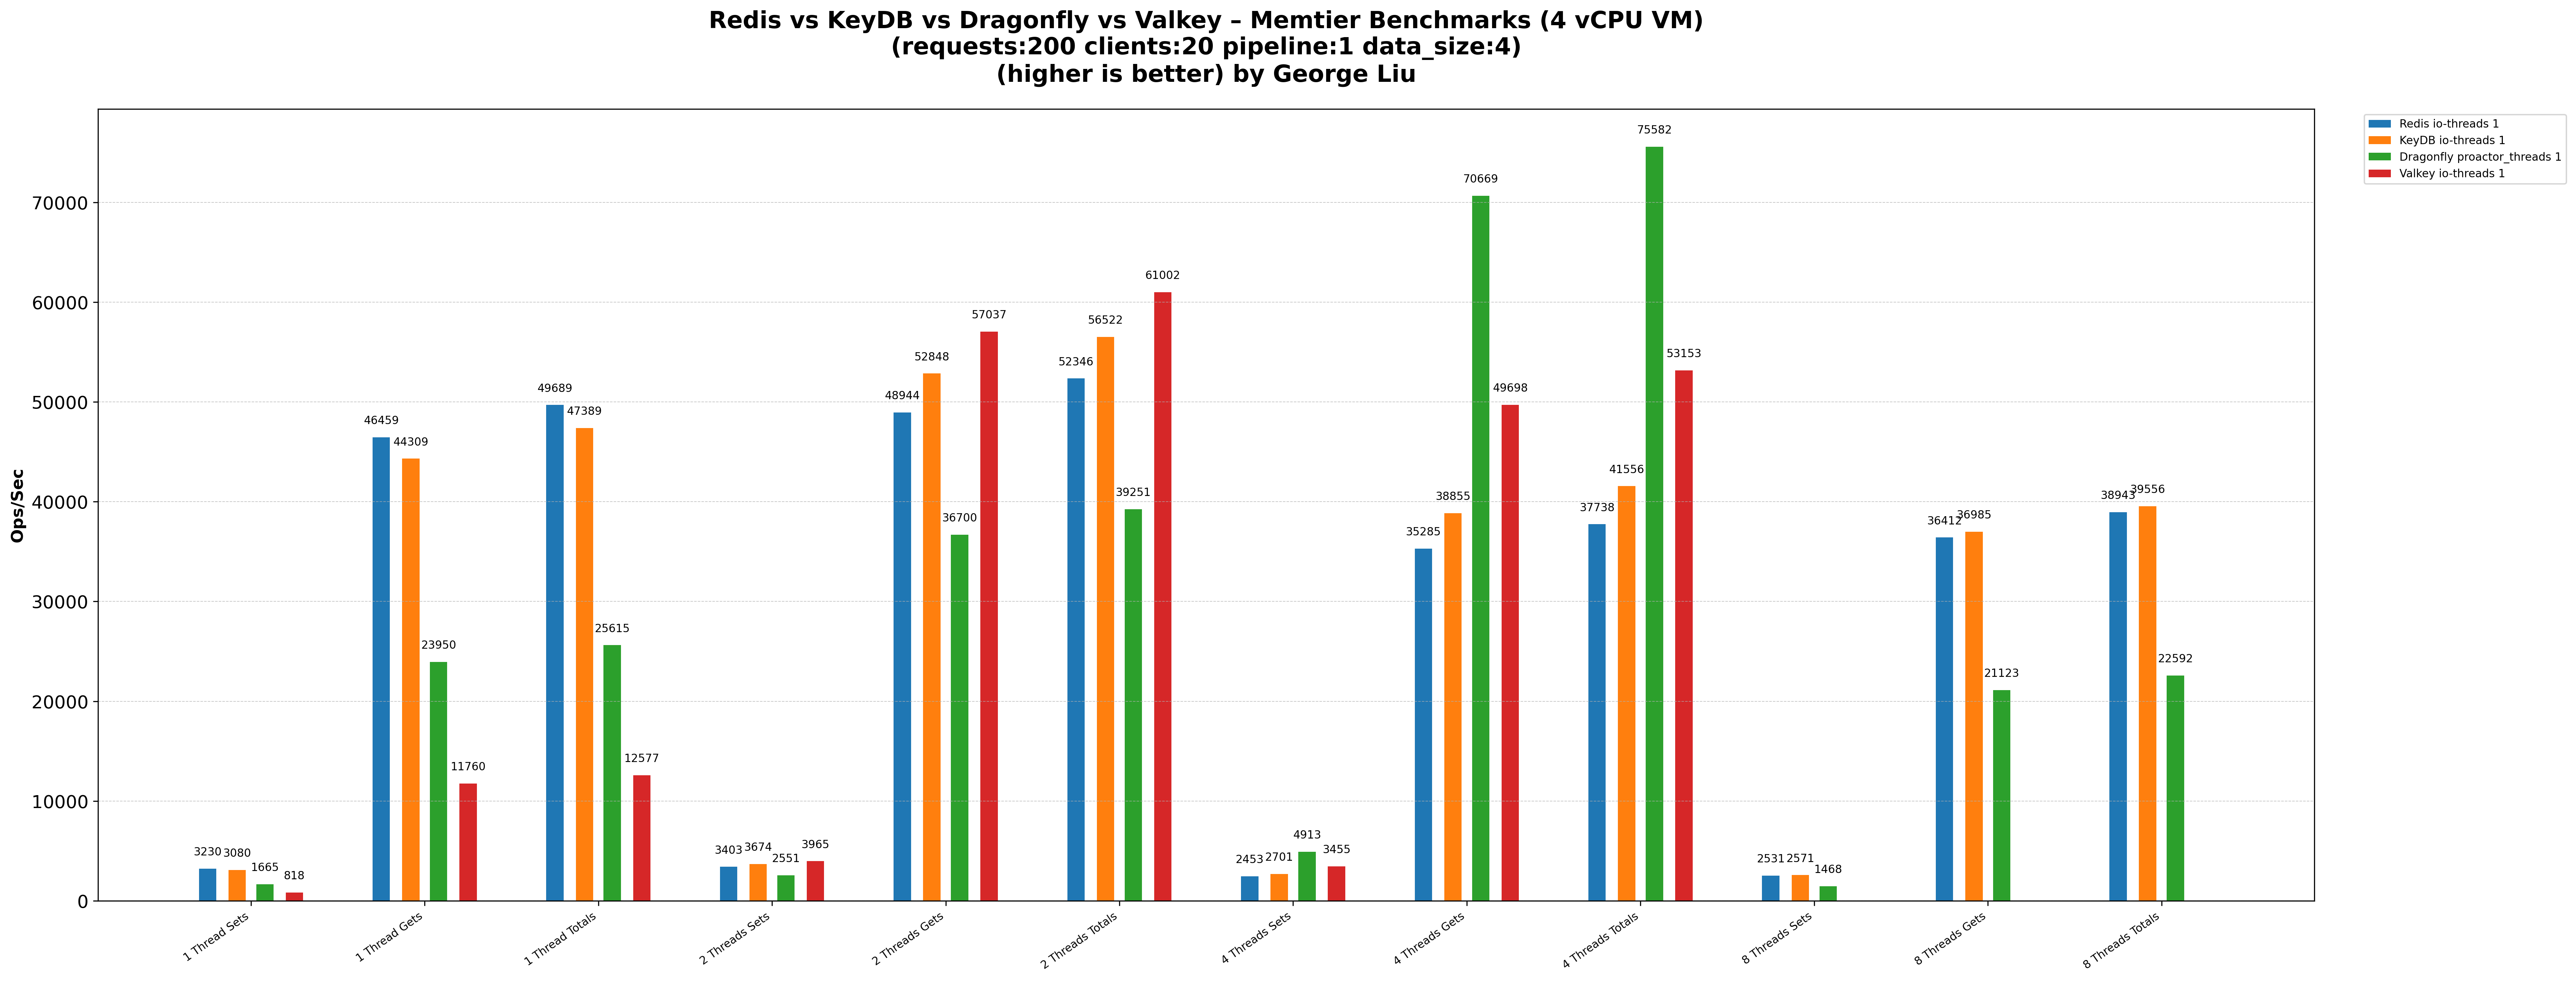 Redis vs KeyDB vs Dragonfly vs Valkey – Memtier Benchmarks (4 vCPU VM)
(requests:200 clients:20 pipeline:1 data_size:4)
(higher is better) by George Liu
Redis io-threads 1
KeyDB io-threads 1
Dragonfly proactor_threads 1
Valkey io-threads 1
Ops/Sec
70000
60000
50000
40000
30000
20000
10000
0
3230
3080
1665
818
46459
44309
23950
11760
49689
47389
25615
12577
3403
3674
2551
3965
48944
52848
36700
57037
52346
56522
39251
61002
2453
2701
4913
3455
35285
38855
70669
49698
37738
41556
75582
53153
2531
2571
1468
36412
36985
21123
38943
39556
22592
1 Thread Sets
1 Thread Gets
1 Thread Totals
2 Threads Sets
2 Threads Gets
2 Threads Totals
4 Threads Sets
4 Threads Gets
4 Threads Totals
8 Threads Sets
8 Threads Gets
8 Threads Totals